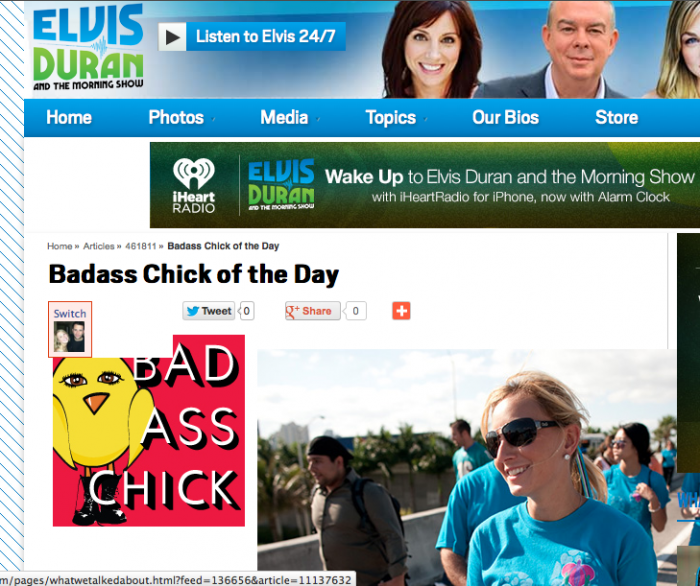 ELVIS
DURAN
AND THE MORNING SHOW
Listen to Elvis 24/7
Home Photos Media Topics Our Bios Store
iHeart
RADIO
ELVIS
DURAN
AND THE MORNING SHOW
Wake Up to Elvis Duran and the Morning Show
with iHeartRadio for iPhone, now with Alarm Clock
Home » Articles » 461811 » Badass Chick of the Day
Badass Chick of the Day
Switch
Tweet 0
g+ Share 0
BAD
ASS
CHICK
m/pages/whatwetalkedabout.html?feed=136656&article=11137632